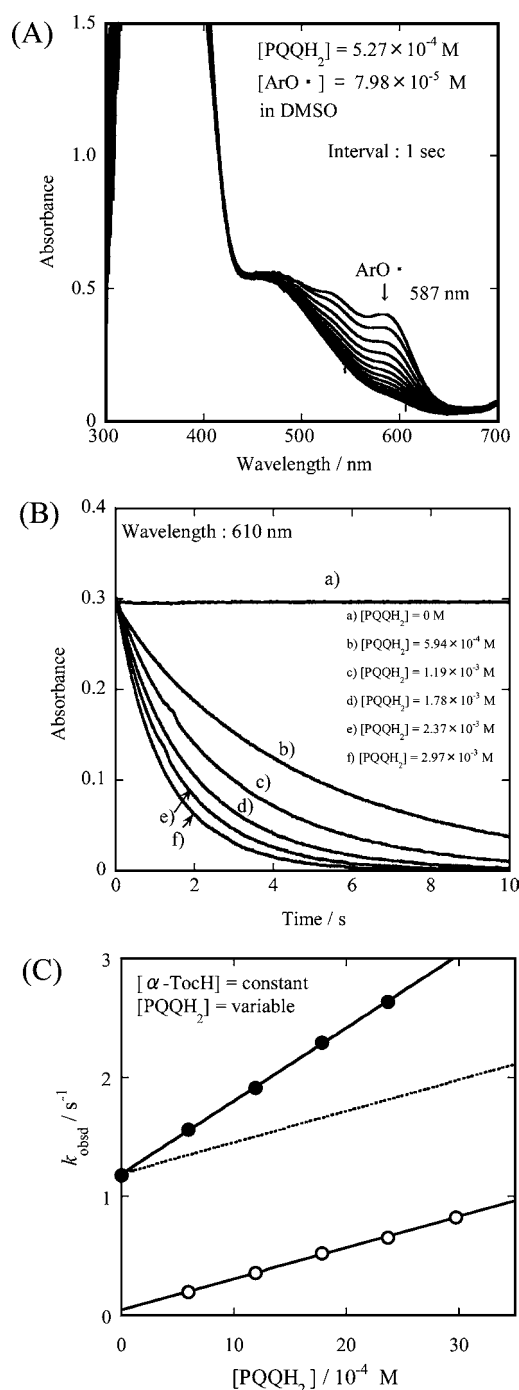 (A)
1.5
1.0
0.5
0
Absorbance
[PQQH₂] = 5.27×10⁻⁴ M
[ArO •] = 7.98×10⁻⁵ M
in DMSO
Interval : 1 sec
ArO •
↓
587 nm
300 400 500 600 700
Wavelength / nm
(B)
0.4
0.3
0.2
0.1
0
Absorbance
Wavelength : 610 nm
a)
a) [PQQH₂] = 0 M
b) [PQQH₂] = 5.94×10⁻⁴ M
c) [PQQH₂] = 1.19×10⁻³ M
d) [PQQH₂] = 1.78×10⁻³ M
e) [PQQH₂] = 2.37×10⁻³ M
f) [PQQH₂] = 2.97×10⁻³ M
b)
c)
d)
e)
f)
0 2 4 6 8 10
Time / s
(C)
3
2
1
0
k obsd / s⁻¹
[α-TocH] = constant
[PQQH₂] = variable
0 10 20 30
[PQQH₂] / 10⁻⁴ M